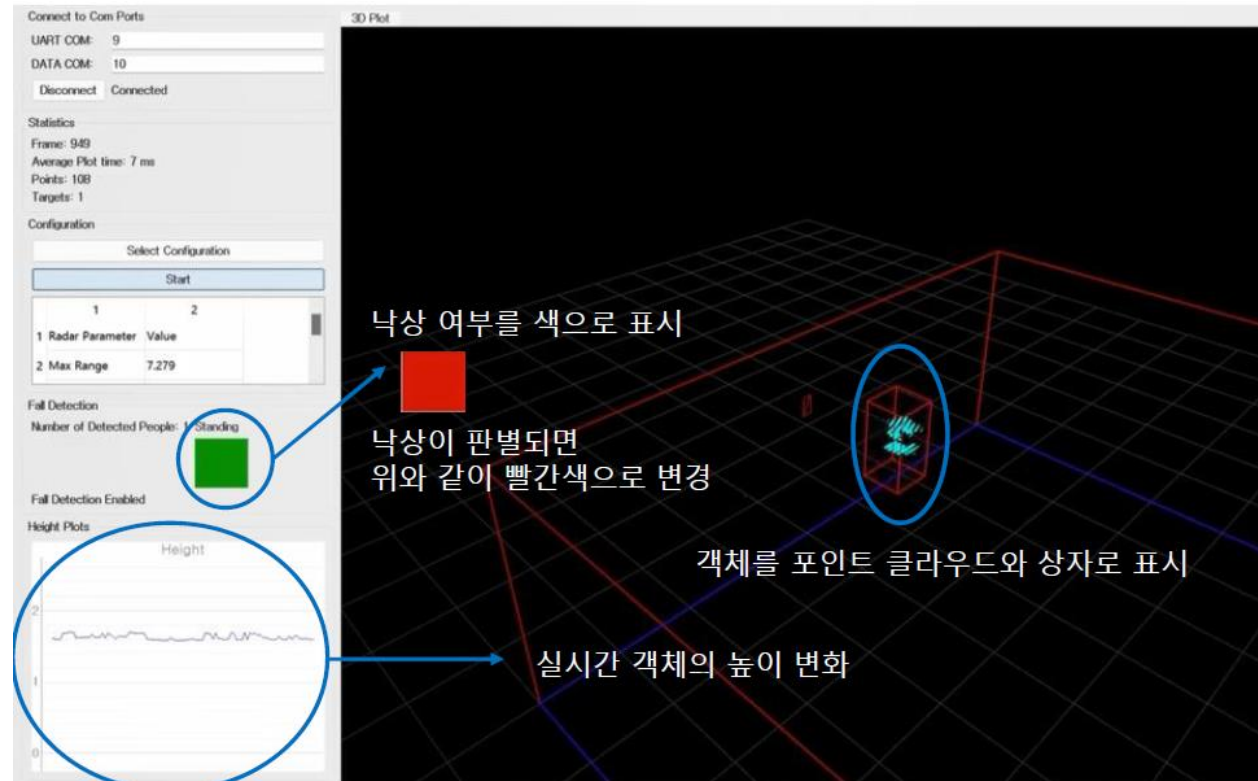 Connect to Com Ports
UART COM: 9
DATA COM: 10
Disconnect Connected
Statistics
Frame: 949
Average Plot time: 7 ms
Points: 108
Targets: 1
Configuration
Select Configuration
Start
1 2
1 Radar Parameter Value
2 Max Range 7.279
Fall Detection
Number of Detected People: 1 Standing
Fall Detection Enabled
Height Plots
Height
2
1
0
3D Plot
낙상 여부를 색으로 표시
낙상이 판별되면
위와 같이 빨간색으로 변경
객체를 포인트 클라우드와 상자로 표시
실시간 객체의 높이 변화